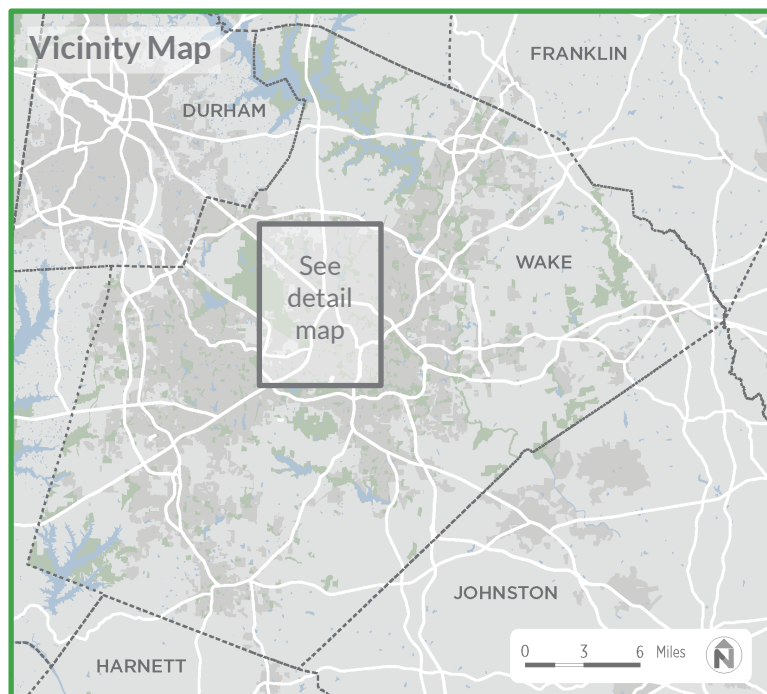 Vicinity Map
FRANKLIN
DURHAM
WAKE
See
detail
map
JOHNSTON
HARNETT
0 3 6 Miles
N